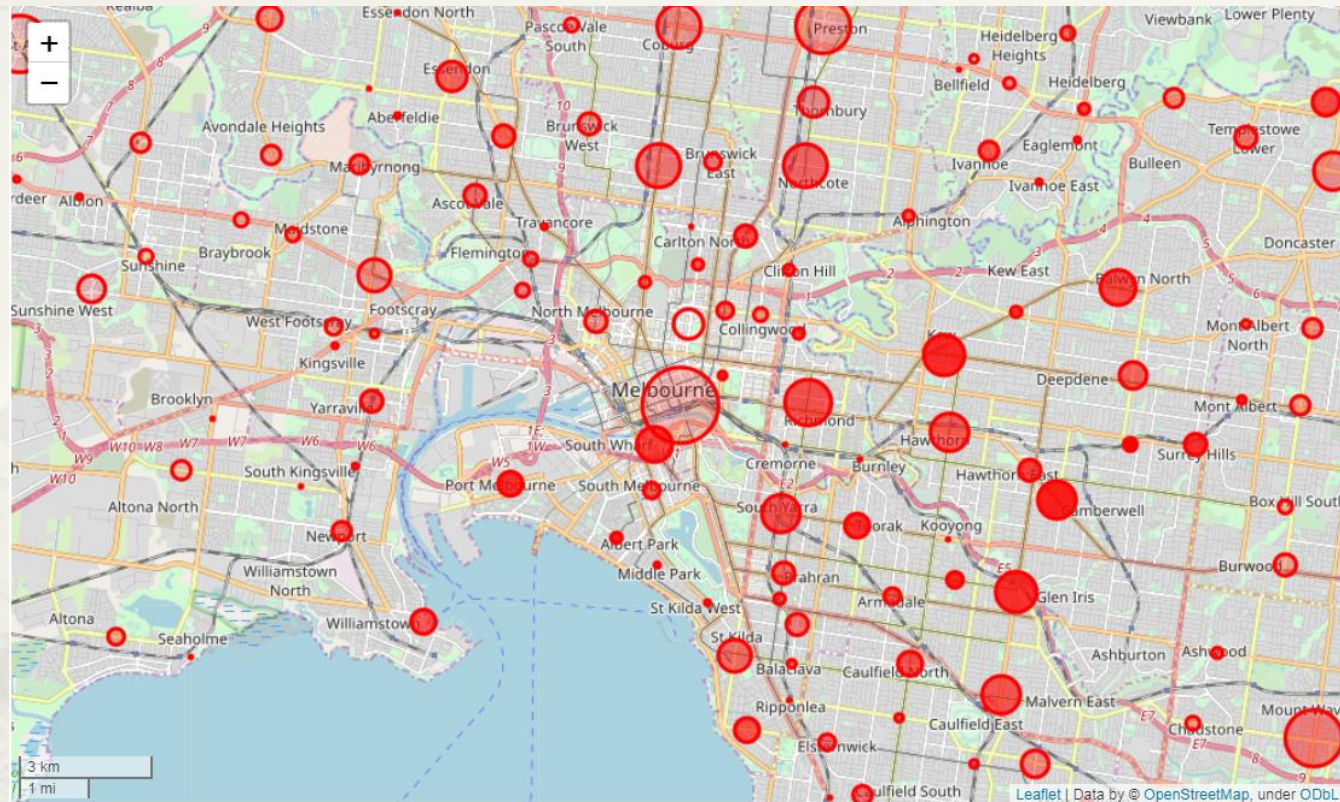 Essendon North
Viewbank
Lower Plenty
+
−
Pascoe Vale
South
Coburg
Preston
Heidelberg
Heights
Essendon
Bellfield
Heidelberg
Aberfeldie
Thornbury
Avondale Heights
Brunswick
West
Templestowe
Lower
Maribyrnong
Brunswick
East
Ivanhoe
Eaglemont
Bulleen
Northcote
Ivanhoe East
Albion
Ascot Vale
Travancore
Alphington
Maidstone
Carlton North
Doncaster
Braybrook
Flemington
Sunshine
Clifton Hill
Kew East
Balwyn North
Sunshine West
Footscray
North Melbourne
West Footscray
Collingwood
Mont Albert
North
Kew
Kingsville
Deepdene
Melbourne
Brooklyn
Yarraville
Richmond
Mont Albert
South Wharf
Hawthorn
Surrey Hills
Cremorne
Burnley
Hawthorn East
South Kingsville
Port Melbourne
South Melbourne
Altona North
South Yarra
Camberwell
Box Hill South
Toorak
Kooyong
Newport
Albert Park
Middle Park
Prahran
Burwood
Williamstown
North
Armadale
Glen Iris
St Kilda West
Altona
Seaholme
Williamstown
St Kilda
Balaclava
Caulfield North
Ashburton
Ashwood
Ripponlea
Malvern East
Caulfield East
Chadstone
Elsternwick
Caulfield South
3 km
1 mi
Leaflet | Data by © OpenStreetMap, under ODbL